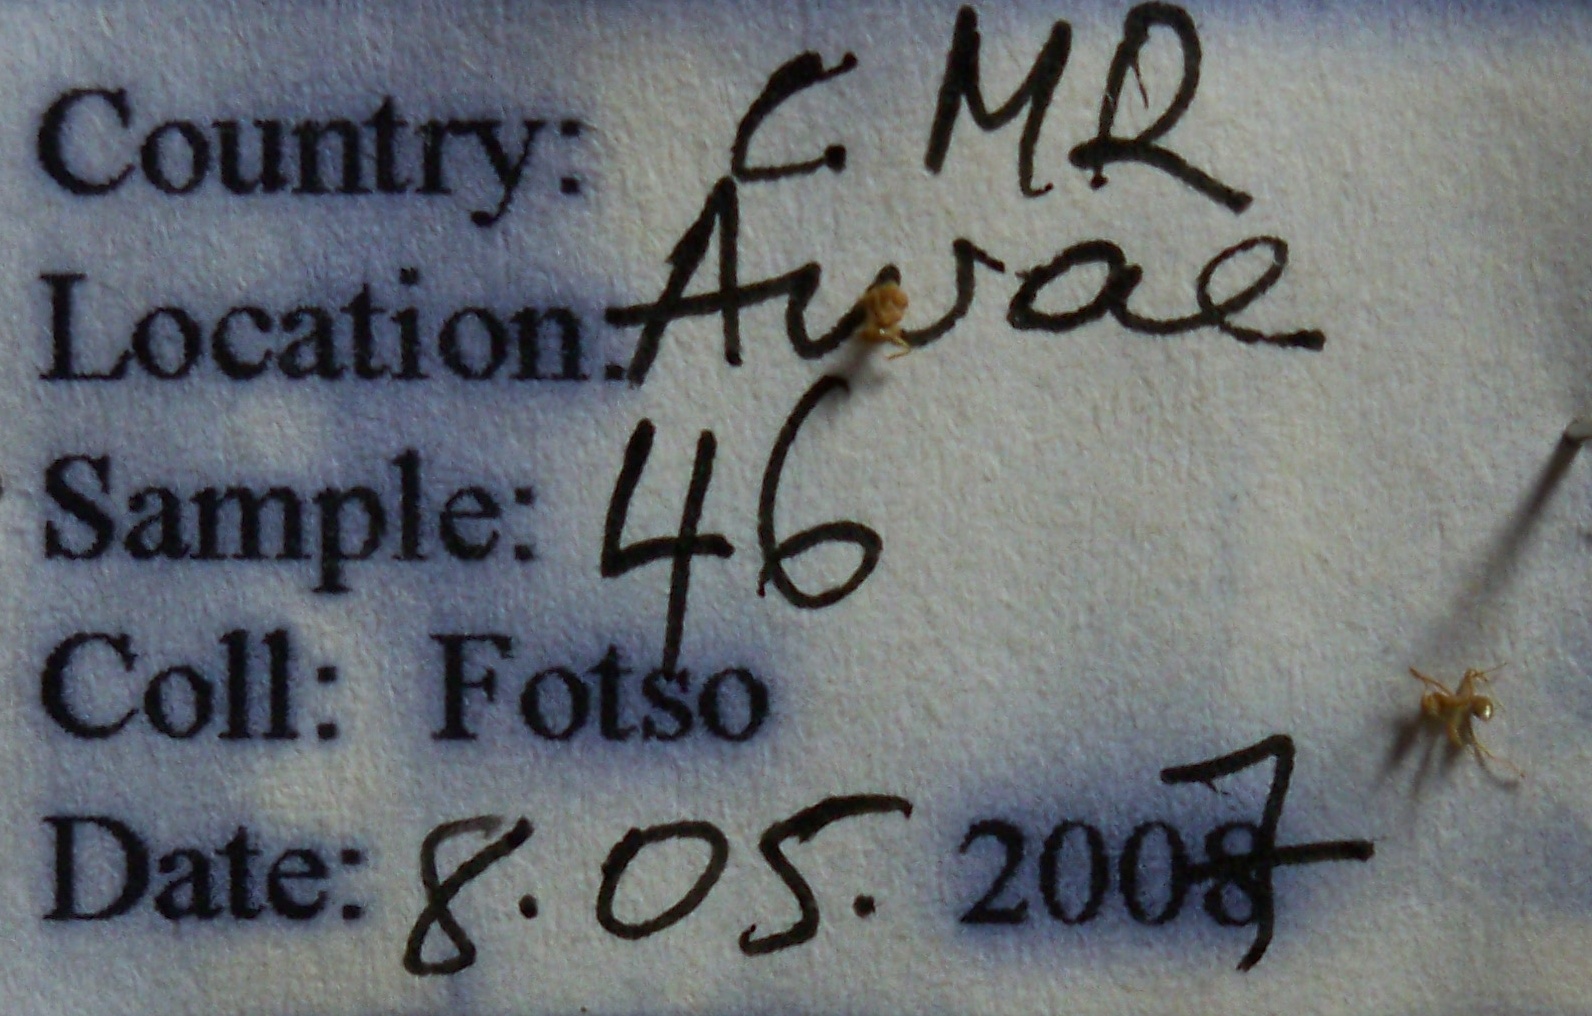 Country: CMR
Location: Awae
Sample: 46
Coll: Fotso
Date: 8.05. 2007